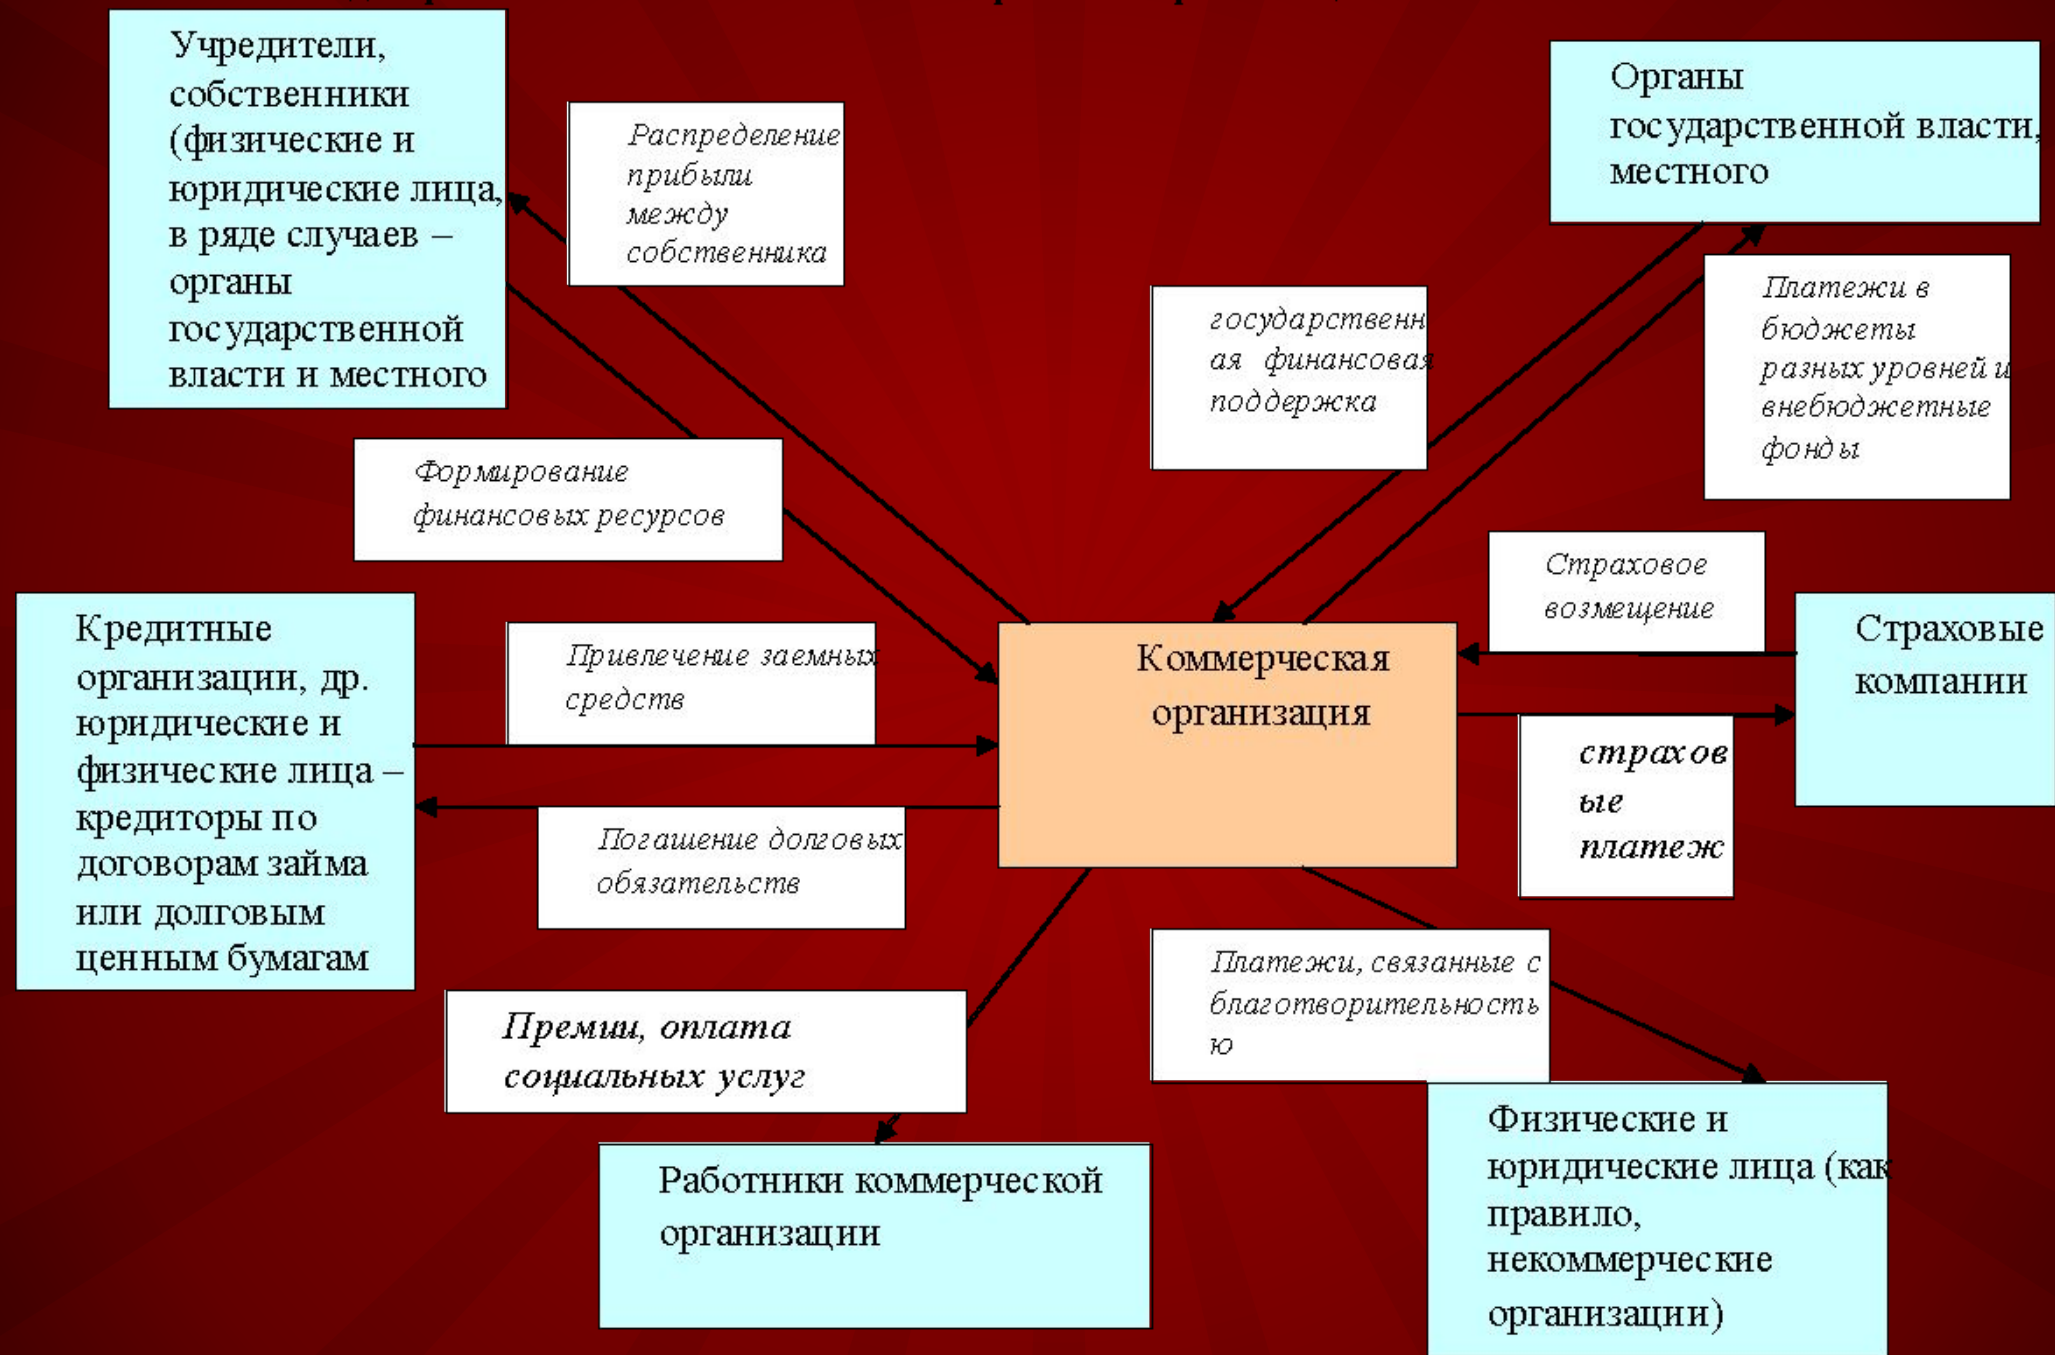 Учредители,
собственники
(физические и
юридические лица,
в ряде случаев –
органы
государственной
власти и местного
Распределение
прибыли
между
собственника
Органы
государственной власти,
местного
государственн
ая финансовая
поддержка
Платежи в
бюджеты
разных уровней и
внебюджетные
фонды
Формирование
финансовых ресурсов
Страховое
возмещение
Кредитные
организации, др.
юридические и
физические лица –
кредиторы по
договорам займа
или долговым
ценным бумагам
Привлечение заемных
средств
Коммерческая
организация
Страховые
компании
страхов
ые
платеж
Погашение долговых
обязательств
Платежи, связанные с
благотворительность
ю
Премии, оплата
социальных услуг
Работники коммерческой
организации
Физические и
юридические лица (как
правило,
некоммерческие
организации)